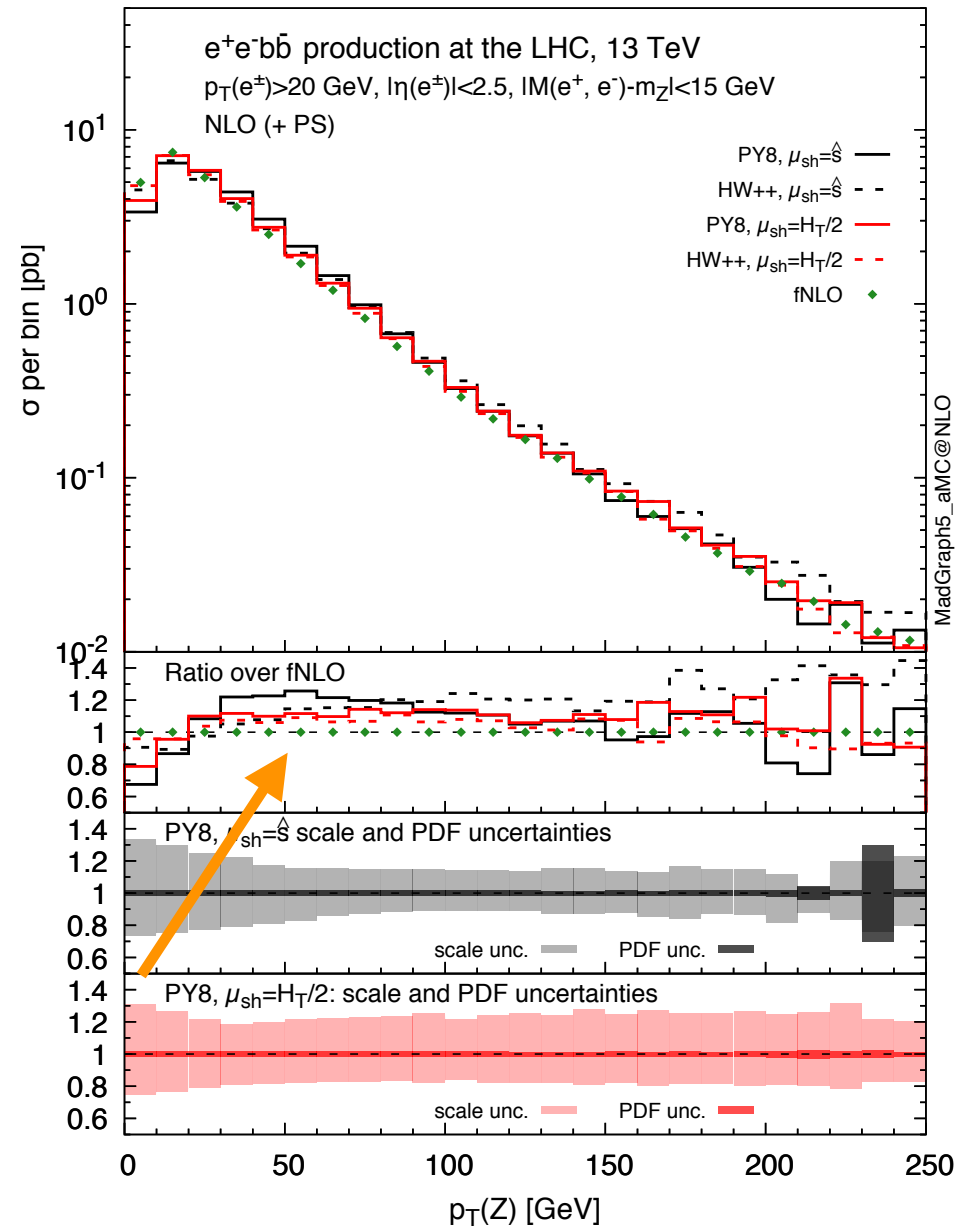 e⁺e⁻bb̄ production at the LHC, 13 TeV
p_T(e^±)>20 GeV, |η(e^±)|<2.5, |M(e⁺, e⁻)-m_Z|<15 GeV
NLO (+ PS)
PY8, μ_sh=ŝ
HW++, μ_sh=ŝ
PY8, μ_sh=H_T/2
HW++, μ_sh=H_T/2
fNLO
σ per bin [pb]
10¹
10⁰
10⁻¹
10⁻²
MadGraph5_aMC@NLO
Ratio over fNLO
1.4
1.2
1
0.8
0.6
PY8, μ_sh=ŝ scale and PDF uncertainties
1.4
1.2
1
0.8
0.6
scale unc.
PDF unc.
PY8, μ_sh=H_T/2: scale and PDF uncertainties
1.4
1.2
1
0.8
0.6
scale unc.
PDF unc.
0 50 100 150 200 250
p_T(Z) [GeV]